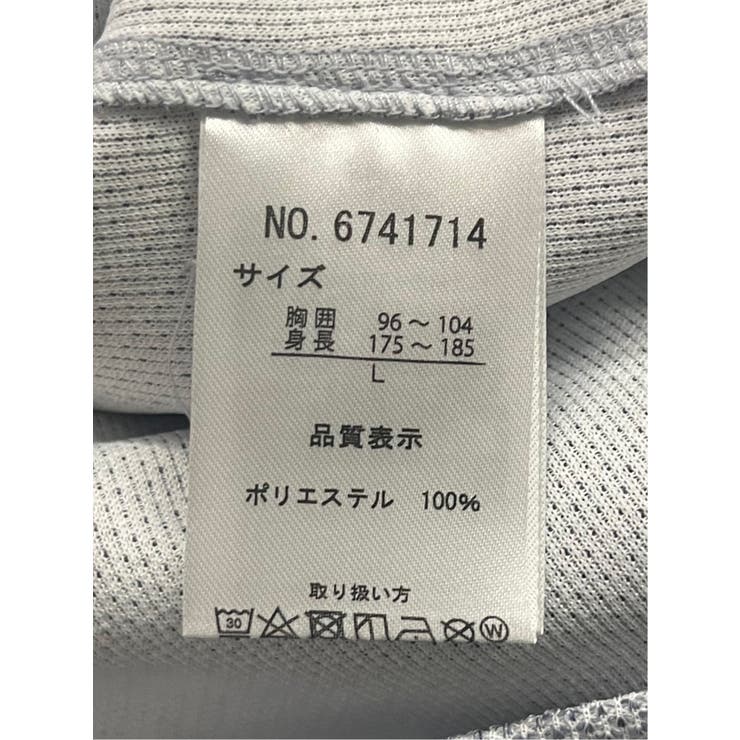 NO. 6741714
サイズ
胸囲 96～104
身長 175～185
L
品質表示
ポリエステル 100%
取り扱い方
30
W